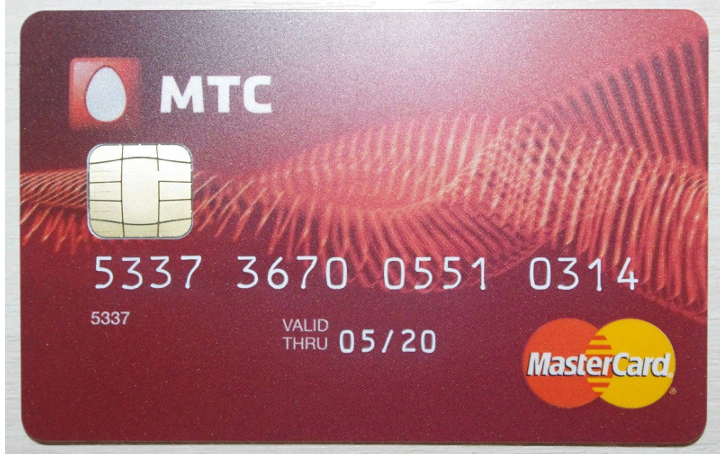 МТС
5337 3670 0551 0314
5337
VALID
THRU 05/20
MasterCard